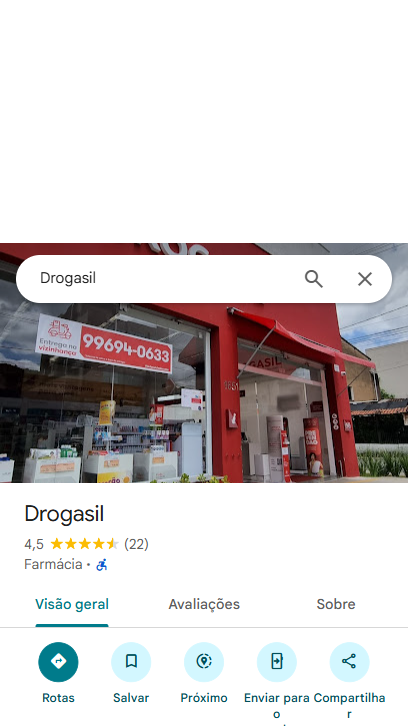 Drogasil
Entrega na
vizinhança
99694-0633
Drogasil
4,5 (22)
Farmácia ·
Visão geral
Avaliações
Sobre
Rotas
Salvar
Próximo
Enviar para
o
Compartilha
r